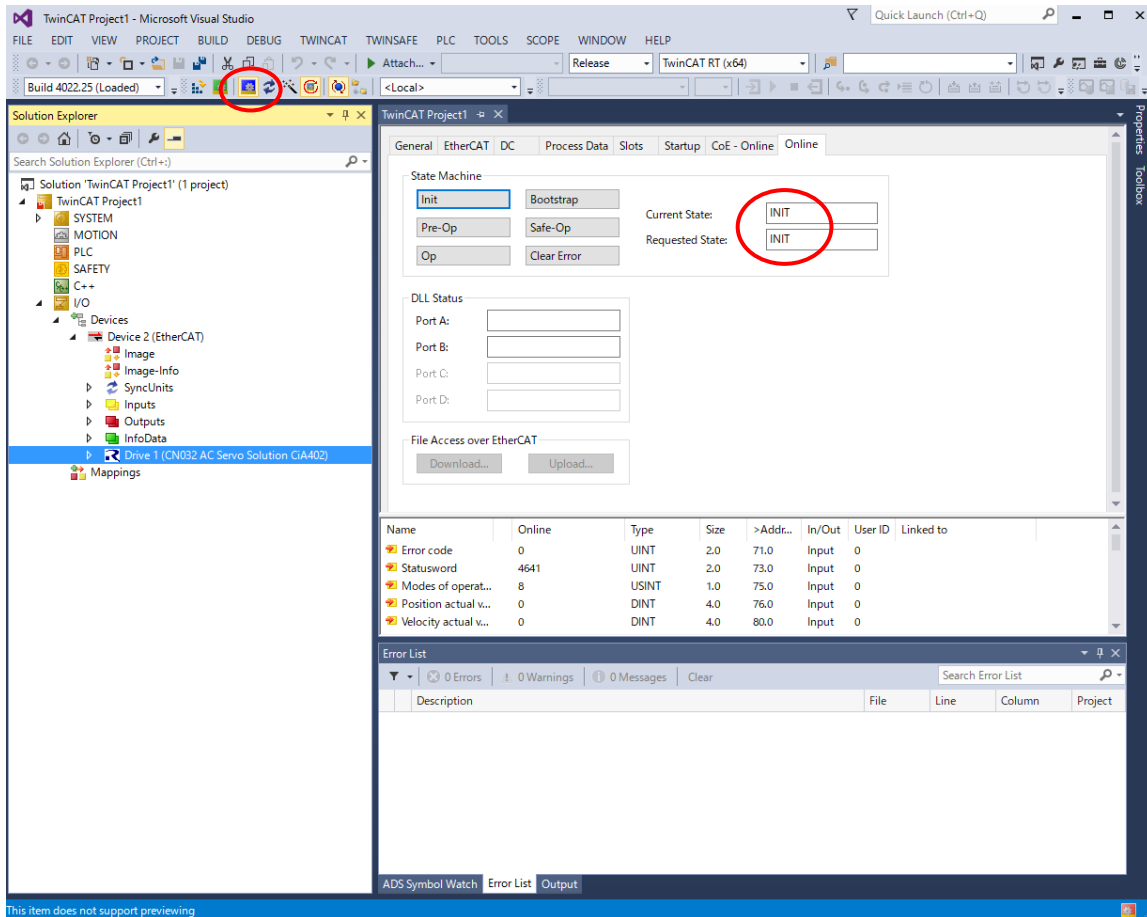 TwinCAT Project1 - Microsoft Visual Studio
Quick Launch (Ctrl+Q)
FILE EDIT VIEW PROJECT BUILD DEBUG TWINCAT TWINSAFE PLC TOOLS SCOPE WINDOW HELP
Attach... Release TwinCAT RT (x64)
Build 4022.25 (Loaded) <Local>
Solution Explorer
Search Solution Explorer (Ctrl+:)
Solution 'TwinCAT Project1' (1 project)
TwinCAT Project1
SYSTEM
MOTION
PLC
SAFETY
C++
I/O
Devices
Device 2 (EtherCAT)
Image
Image-Info
SyncUnits
Inputs
Outputs
InfoData
Drive 1 (CN032 AC Servo Solution CiA402)
Mappings
TwinCAT Project1
General EtherCAT DC Process Data Slots Startup CoE - Online Online
State Machine
Init Bootstrap
Pre-Op Safe-Op
Op Clear Error
Current State: INIT
Requested State: INIT
DLL Status
Port A:
Port B:
Port C:
Port D:
File Access over EtherCAT
Download... Upload...
Name Online Type Size >Addr... In/Out User ID Linked to
Error code 0 UINT 2.0 71.0 Input 0
Statusword 4641 UINT 2.0 73.0 Input 0
Modes of operat... 8 USINT 1.0 75.0 Input 0
Position actual v... 0 DINT 4.0 76.0 Input 0
Velocity actual v... 0 DINT 4.0 80.0 Input 0
Error List
0 Errors 0 Warnings 0 Messages Clear Search Error List
Description File Line Column Project
ADS Symbol Watch Error List Output
Properties
Toolbox
This item does not support previewing